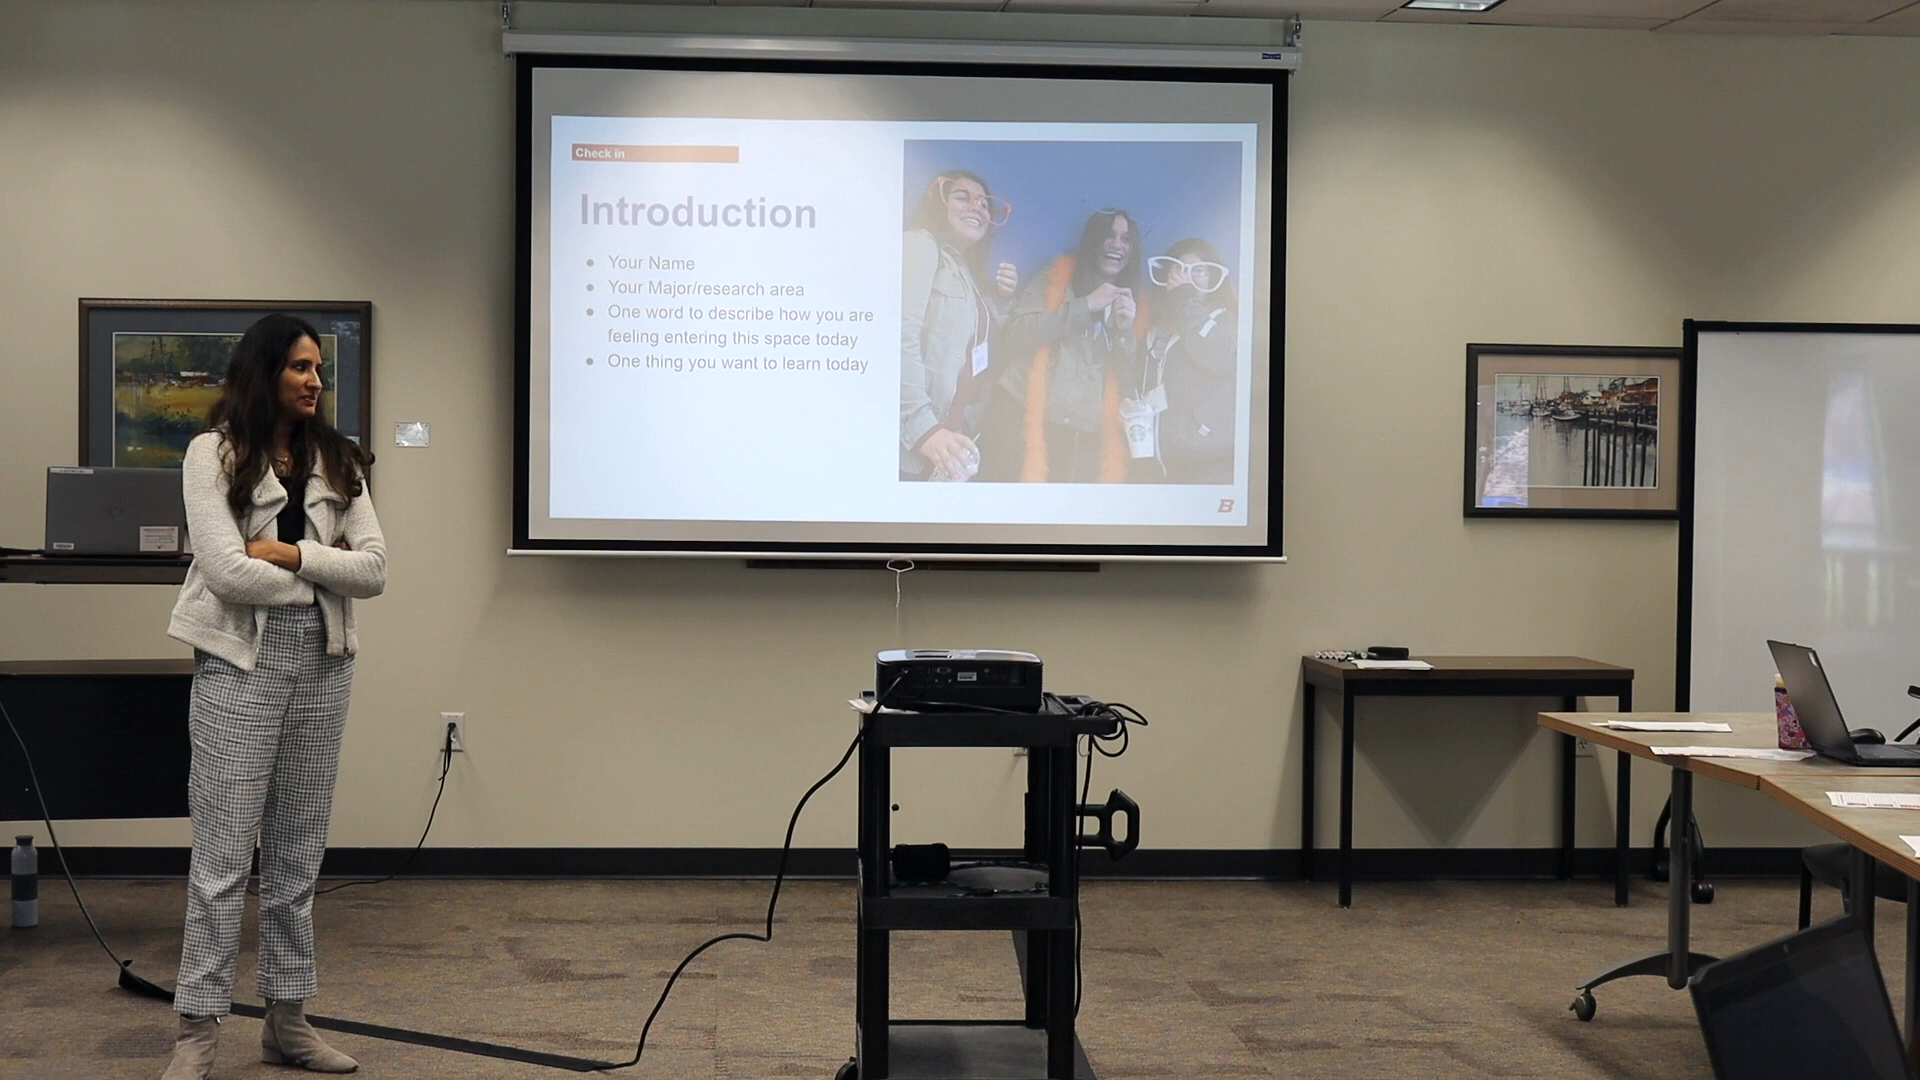 Check in
Introduction
● Your Name
● Your Major/research area
● One word to describe how you are
feeling entering this space today
● One thing you want to learn today
B